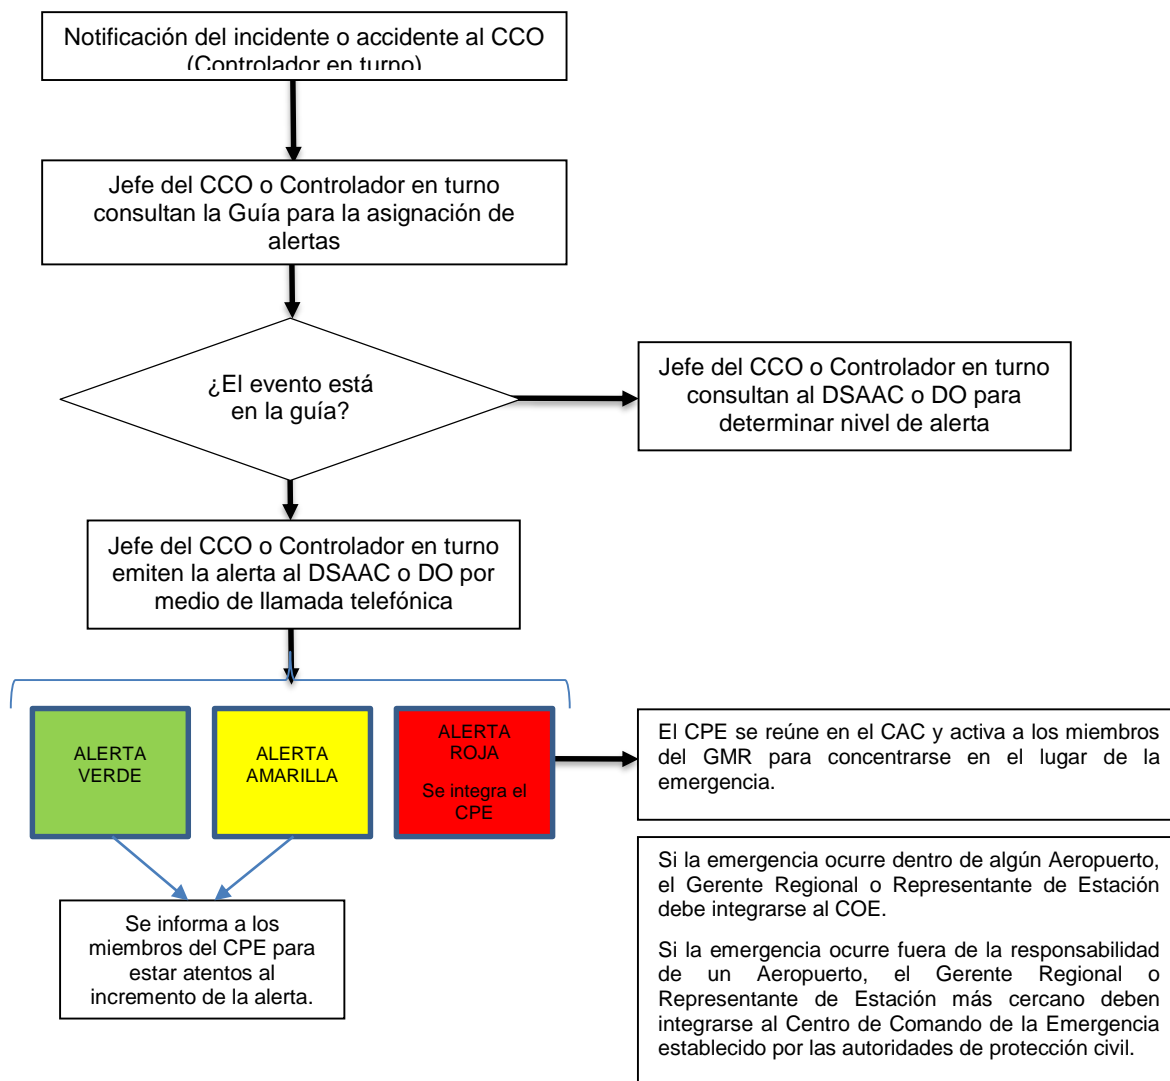 Notificación del incidente o accidente al CCO
(Controlador en turno)
Jefe del CCO o Controlador en turno
consultan la Guía para la asignación de
alertas
¿El evento está
en la guía?
Jefe del CCO o Controlador en turno
consultan al DSAAC o DO para
determinar nivel de alerta
Jefe del CCO o Controlador en turno
emiten la alerta al DSAAC o DO por
medio de llamada telefónica
ALERTA
VERDE
ALERTA
AMARILLA
ALERTA
ROJA
Se integra el
CPE
El CPE se reúne en el CAC y activa a los miembros
del GMR para concentrarse en el lugar de la
emergencia.
Se informa a los
miembros del CPE para
estar atentos al
incremento de la alerta.
Si la emergencia ocurre dentro de algún Aeropuerto,
el Gerente Regional o Representante de Estación
debe integrarse al COE.
Si la emergencia ocurre fuera de la responsabilidad
de un Aeropuerto, el Gerente Regional o
Representante de Estación más cercano deben
integrarse al Centro de Comando de la Emergencia
establecido por las autoridades de protección civil.